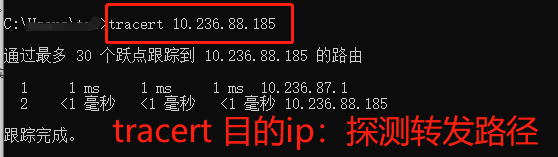 C:\Users\>tracert 10.236.88.185
通过最多 30 个跃点跟踪到 10.236.88.185 的路由
1 1 ms 1 ms 1 ms 10.236.87.1
2 <1 毫秒 <1 毫秒 <1 毫秒 10.236.88.185
跟踪完成。
tracert 目的ip：探测转发路径